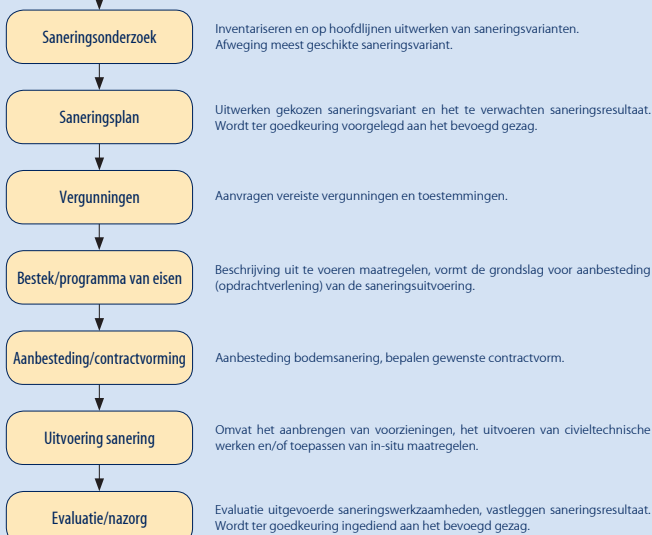 Saneringsonderzoek
Inventariseren en op hoofdlijnen uitwerken van saneringsvarianten.
Afweging meest geschikte saneringsvariant.
Saneringsplan
Uitwerken gekozen saneringsvariant en het te verwachten saneringsresultaat.
Wordt ter goedkeuring voorgelegd aan het bevoegd gezag.
Vergunningen
Aanvragen vereiste vergunningen en toestemmingen.
Bestek/programma van eisen
Beschrijving uit te voeren maatregelen, vormt de grondslag voor aanbesteding
(opdrachtverlening) van de saneringsuitvoering.
Aanbesteding/contractvorming
Aanbesteding bodemsanering, bepalen gewenste contractvorm.
Uitvoering sanering
Omvat het aanbrengen van voorzieningen, het uitvoeren van civieltechnische
werken en/of toepassen van in-situ maatregelen.
Evaluatie/nazorg
Evaluatie uitgevoerde saneringswerkzaamheden, vastleggen saneringsresultaat.
Wordt ter goedkeuring ingediend aan het bevoegd gezag.